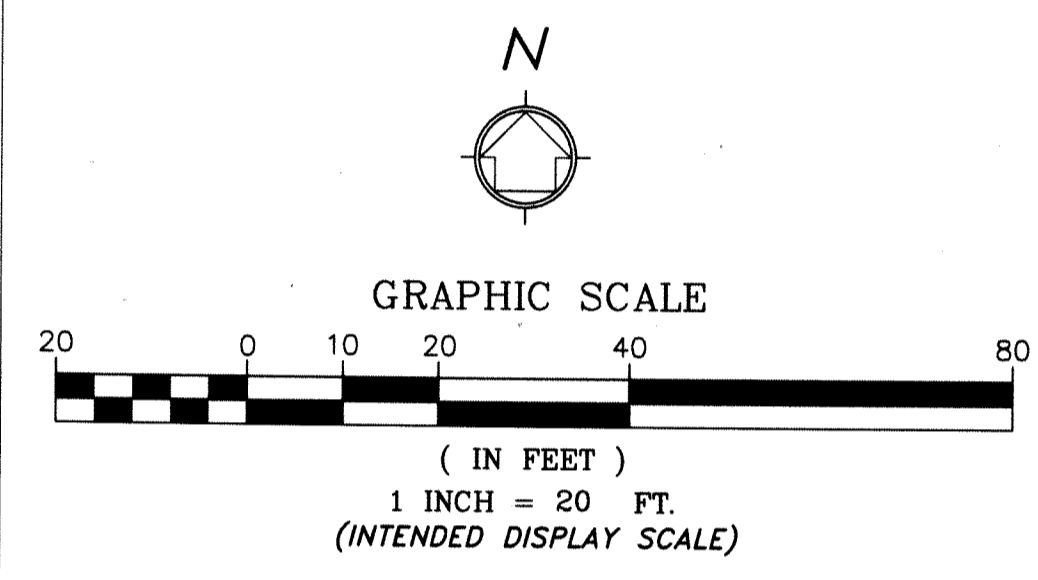 N
GRAPHIC SCALE
20 0 10 20 40 80
( IN FEET )
1 INCH = 20 FT.
(INTENDED DISPLAY SCALE)